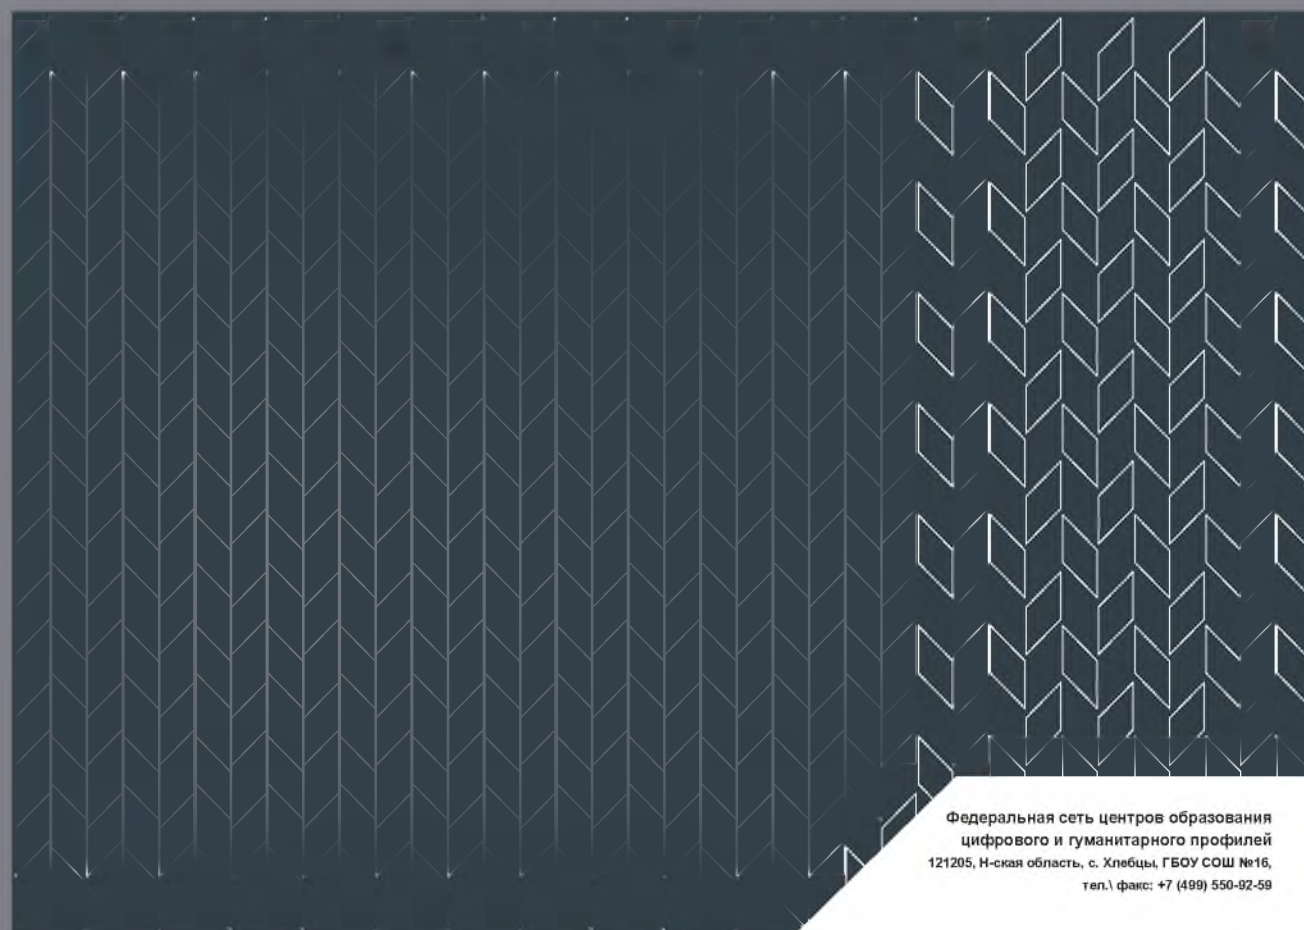 Федеральная сеть центров образования
цифрового и гуманитарного профилей
121205, Н-ская область, с. Хлебцы, ГБОУ СОШ №16,
тел.\ факс: +7 (499) 550-92-59